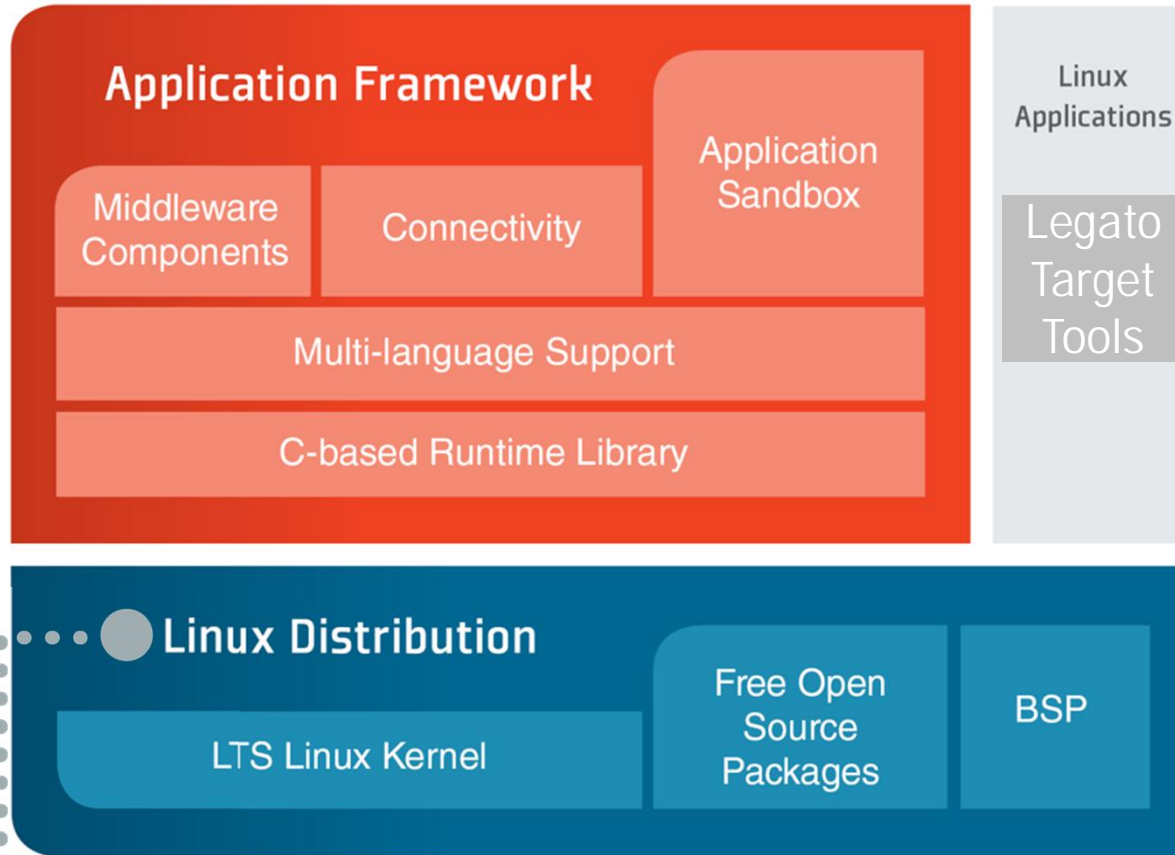 Application Framework
Middleware
Components
Connectivity
Application
Sandbox
Multi-language Support
C-based Runtime Library
Linux
Applications
Legato
Target
Tools
Linux Distribution
LTS Linux Kernel
Free Open
Source
Packages
BSP